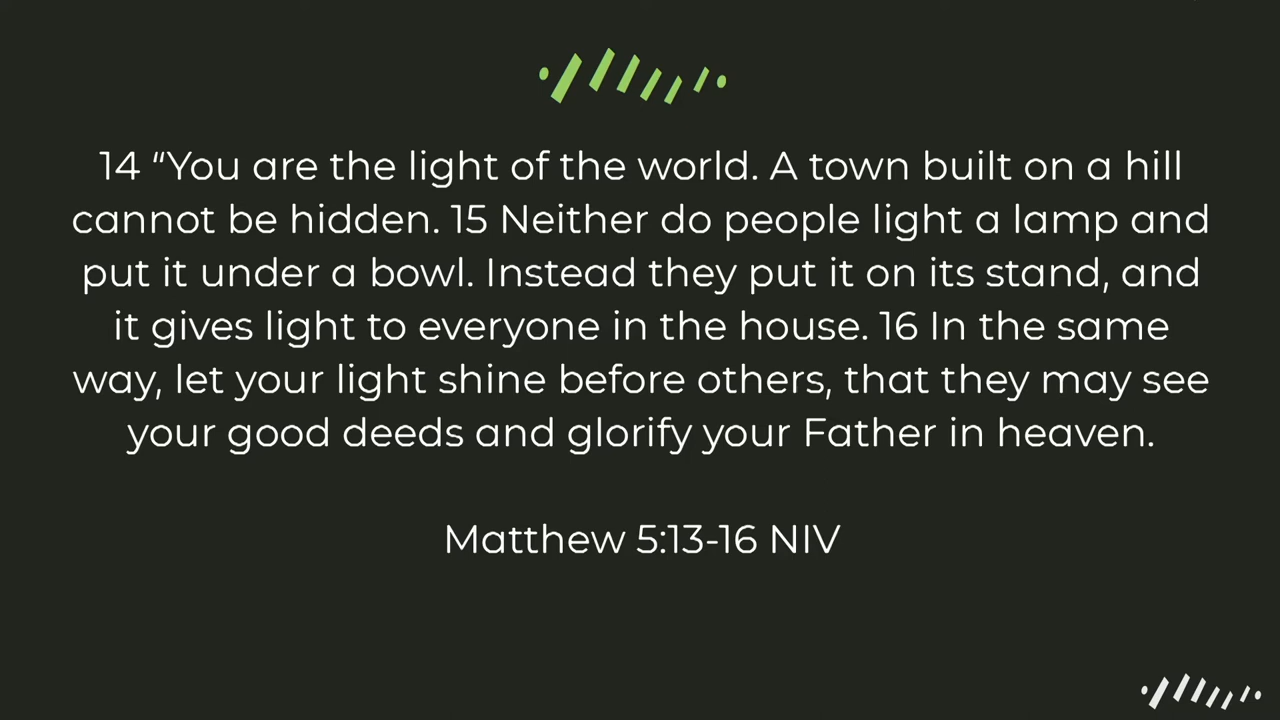 14 “You are the light of the world. A town built on a hill
cannot be hidden. 15 Neither do people light a lamp and
put it under a bowl. Instead they put it on its stand, and
it gives light to everyone in the house. 16 In the same
way, let your light shine before others, that they may see
your good deeds and glorify your Father in heaven.
Matthew 5:13-16 NIV